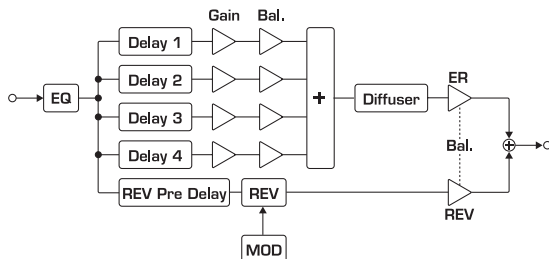 Gain Bal.
Delay 1
Delay 2
EQ
+
Diffuser
ER
Delay 3
Bal.
Delay 4
REV Pre Delay
REV
REV
MOD